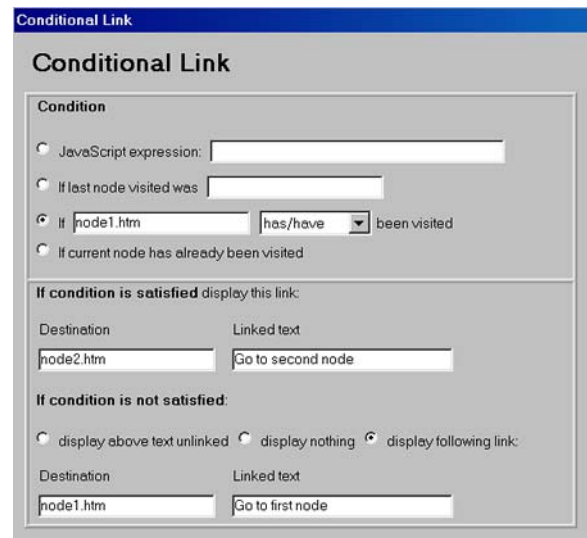 Conditional Link
Conditional Link
Condition
JavaScript expression:
If last node visited was
If node1.htm has/have been visited
If current node has already been visited
If condition is satisfied display this link:
Destination Linked text
node2.htm Go to second node
If condition is not satisfied:
display above text unlinked display nothing display following link:
Destination Linked text
node1.htm Go to first node